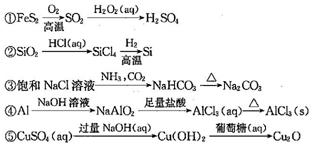 ①FeS₂ —O₂/高温→ SO₂ —H₂O₂(aq)→ H₂SO₄
②SiO₂ —HCl(aq)→ SiCl₄ —H₂/高温→ Si
③饱和 NaCl 溶液 —NH₃,CO₂→ NaHCO₃ —△→ Na₂CO₃
④Al —NaOH 溶液→ NaAlO₂ —足量盐酸→ AlCl₃(aq) —△→ AlCl₃(s)
⑤CuSO₄(aq) —过量 NaOH(aq)→ Cu(OH)₂ —葡萄糖(aq)→ Cu₂O